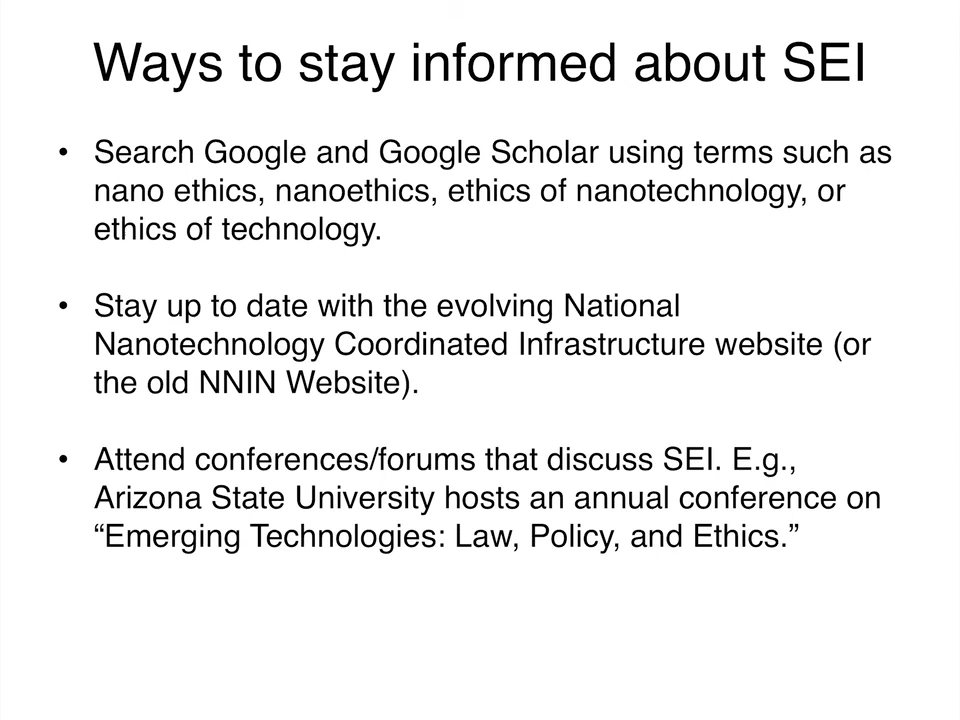 Ways to stay informed about SEI
• Search Google and Google Scholar using terms such as
nano ethics, nanoethics, ethics of nanotechnology, or
ethics of technology.
• Stay up to date with the evolving National
Nanotechnology Coordinated Infrastructure website (or
the old NNIN Website).
• Attend conferences/forums that discuss SEI. E.g.,
Arizona State University hosts an annual conference on
“Emerging Technologies: Law, Policy, and Ethics.”